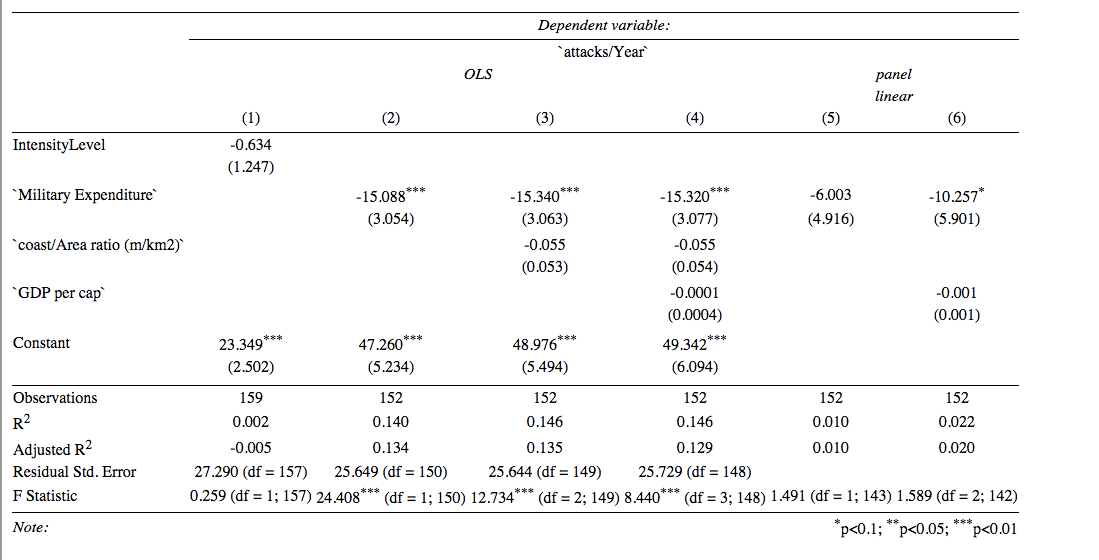 Dependent variable:
`attacks/Year`
OLS panel
linear
(1) (2) (3) (4) (5) (6)
IntensityLevel -0.634
(1.247)
`Military Expenditure` -15.088*** -15.340*** -15.320*** -6.003 -10.257*
(3.054) (3.063) (3.077) (4.916) (5.901)
`coast/Area ratio (m/km2)` -0.055 -0.055
(0.053) (0.054)
`GDP per cap` -0.0001 -0.001
(0.0004) (0.001)
Constant 23.349*** 47.260*** 48.976*** 49.342***
(2.502) (5.234) (5.494) (6.094)
Observations 159 152 152 152 152 152
R2 0.002 0.140 0.146 0.146 0.010 0.022
Adjusted R2 -0.005 0.134 0.135 0.129 0.010 0.020
Residual Std. Error 27.290 (df = 157) 25.649 (df = 150) 25.644 (df = 149) 25.729 (df = 148)
F Statistic 0.259 (df = 1; 157) 24.408*** (df = 1; 150) 12.734*** (df = 2; 149) 8.440*** (df = 3; 148) 1.491 (df = 1; 143) 1.589 (df = 2; 142)
Note: *p<0.1; **p<0.05; ***p<0.01